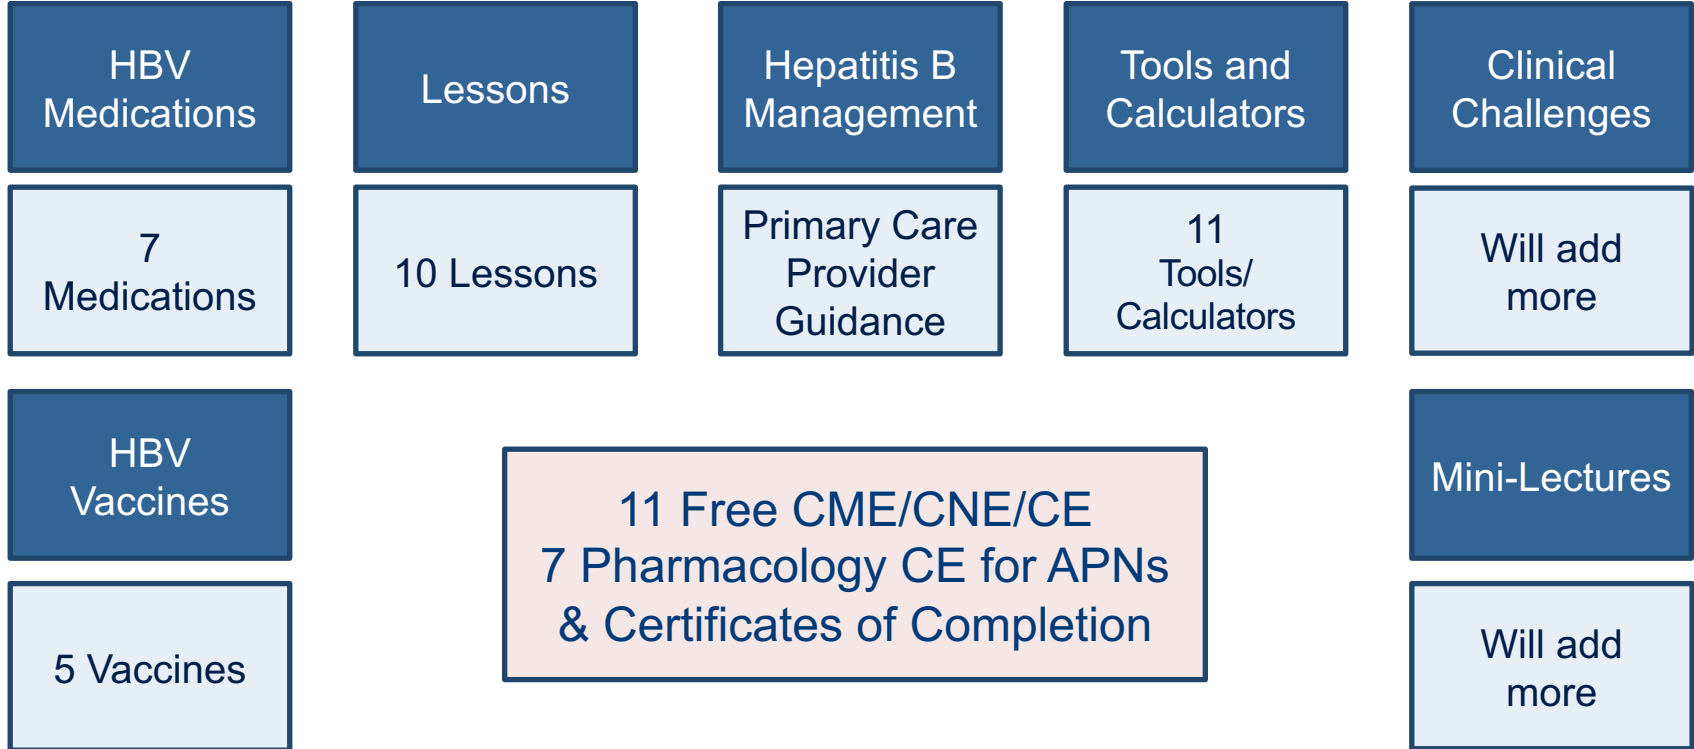 HBV
Medications
Lessons
Hepatitis B
Management
Tools and
Calculators
Clinical
Challenges
7
Medications
10 Lessons
Primary Care
Provider
Guidance
11
Tools/
Calculators
Will add
more
HBV
Vaccines
11 Free CME/CNE/CE
7 Pharmacology CE for APNs
& Certificates of Completion
Mini-Lectures
5 Vaccines
Will add
more